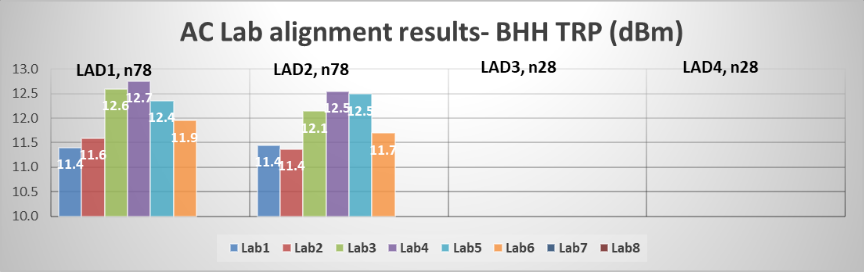 AC Lab alignment results- BHH TRP (dBm)
LAD1, n78 LAD2, n78 LAD3, n28 LAD4, n28
13.0
12.5
12.0
11.5
11.0
10.5
10.0
11.4 11.6 12.6 12.7 12.4 11.9
11.4 11.4 12.1 12.5 12.5 11.7
Lab1 Lab2 Lab3 Lab4 Lab5 Lab6 Lab7 Lab8